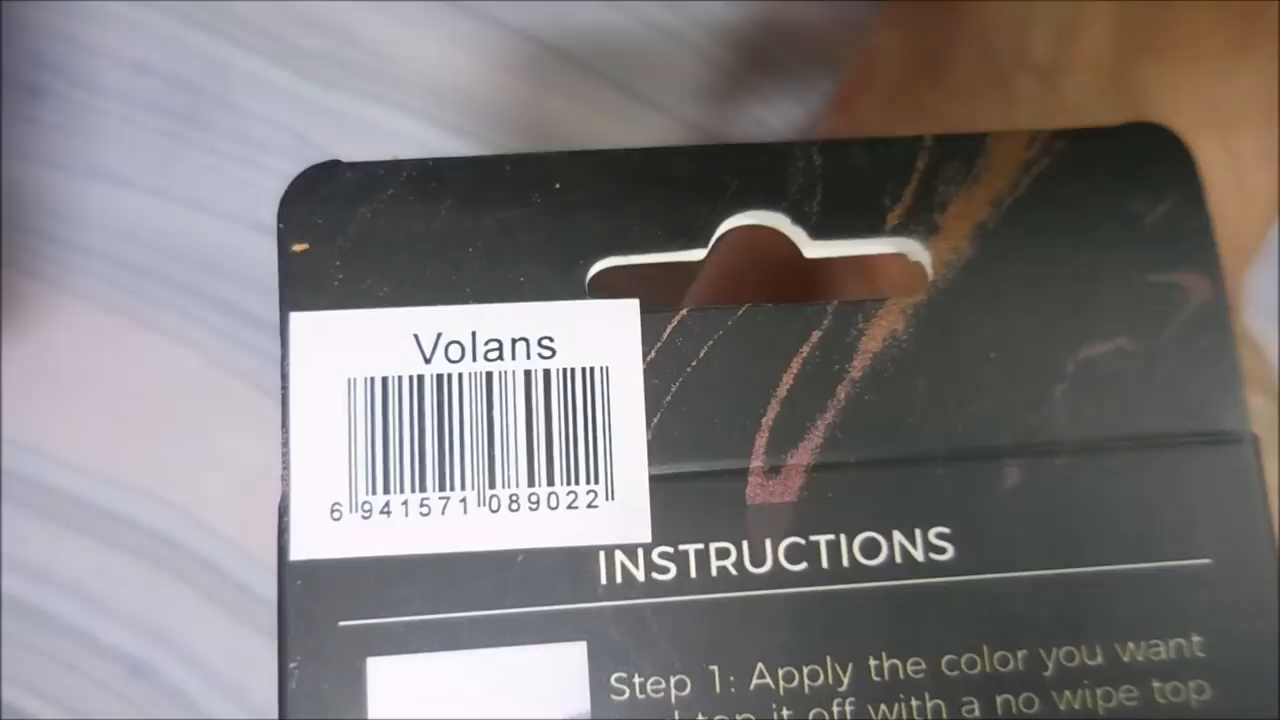 Volans
6 941571 089022
INSTRUCTIONS
Step 1: Apply the color you want
top it off with a no wipe top